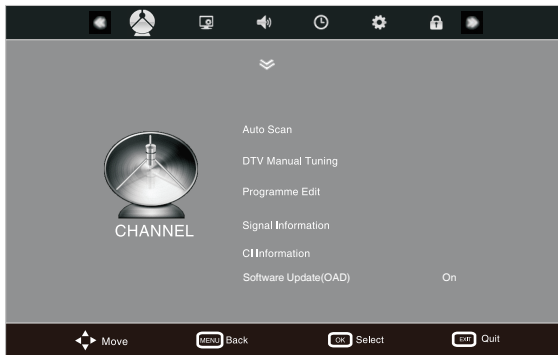 Auto Scan
DTV Manual Tuning
Programme Edit
CHANNEL
Signal Information
CI Information
Software Update(OAD) On
Move MENU Back OK Select EXIT Quit